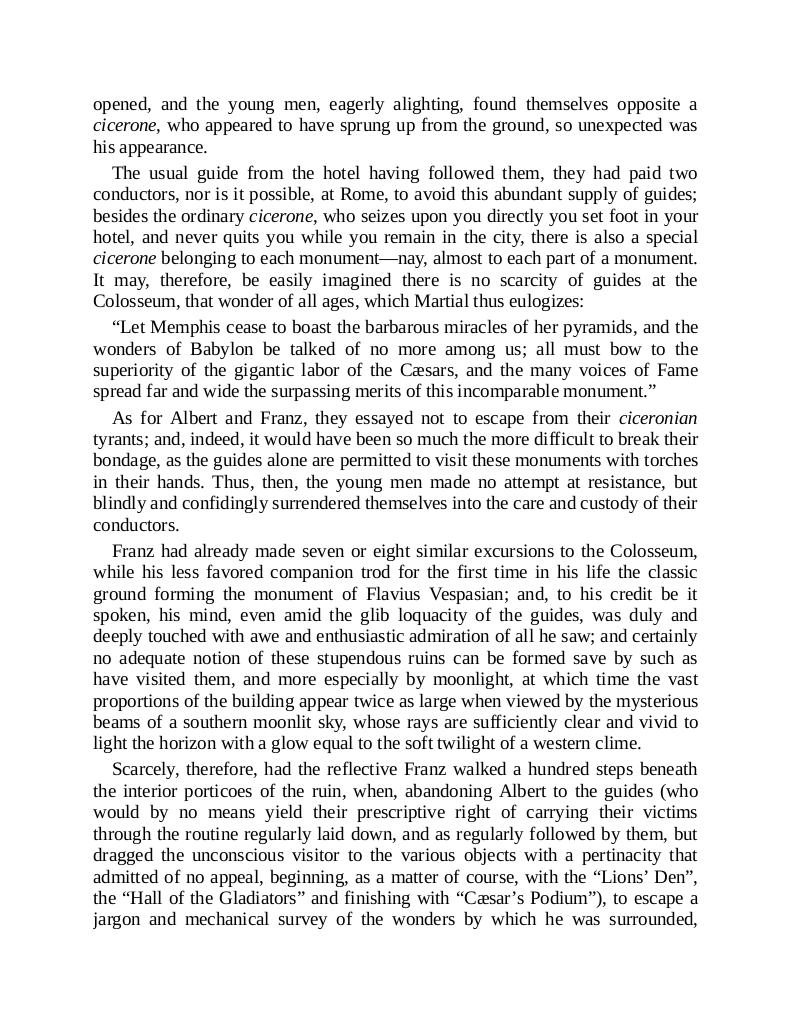 opened, and the young men, eagerly alighting, found themselves opposite a
cicerone, who appeared to have sprung up from the ground, so unexpected was
his appearance.
The usual guide from the hotel having followed them, they had paid two
conductors, nor is it possible, at Rome, to avoid this abundant supply of guides;
besides the ordinary cicerone, who seizes upon you directly you set foot in your
hotel, and never quits you while you remain in the city, there is also a special
cicerone belonging to each monument—nay, almost to each part of a monument.
It may, therefore, be easily imagined there is no scarcity of guides at the
Colosseum, that wonder of all ages, which Martial thus eulogizes:
“Let Memphis cease to boast the barbarous miracles of her pyramids, and the
wonders of Babylon be talked of no more among us; all must bow to the
superiority of the gigantic labor of the Cæsars, and the many voices of Fame
spread far and wide the surpassing merits of this incomparable monument.”
As for Albert and Franz, they essayed not to escape from their ciceronian
tyrants; and, indeed, it would have been so much the more difficult to break their
bondage, as the guides alone are permitted to visit these monuments with torches
in their hands. Thus, then, the young men made no attempt at resistance, but
blindly and confidingly surrendered themselves into the care and custody of their
conductors.
Franz had already made seven or eight similar excursions to the Colosseum,
while his less favored companion trod for the first time in his life the classic
ground forming the monument of Flavius Vespasian; and, to his credit be it
spoken, his mind, even amid the glib loquacity of the guides, was duly and
deeply touched with awe and enthusiastic admiration of all he saw; and certainly
no adequate notion of these stupendous ruins can be formed save by such as
have visited them, and more especially by moonlight, at which time the vast
proportions of the building appear twice as large when viewed by the mysterious
beams of a southern moonlit sky, whose rays are sufficiently clear and vivid to
light the horizon with a glow equal to the soft twilight of a western clime.
Scarcely, therefore, had the reflective Franz walked a hundred steps beneath
the interior porticoes of the ruin, when, abandoning Albert to the guides (who
would by no means yield their prescriptive right of carrying their victims
through the routine regularly laid down, and as regularly followed by them, but
dragged the unconscious visitor to the various objects with a pertinacity that
admitted of no appeal, beginning, as a matter of course, with the “Lions’ Den”,
the “Hall of the Gladiators” and finishing with “Cæsar’s Podium”), to escape a
jargon and mechanical survey of the wonders by which he was surrounded,